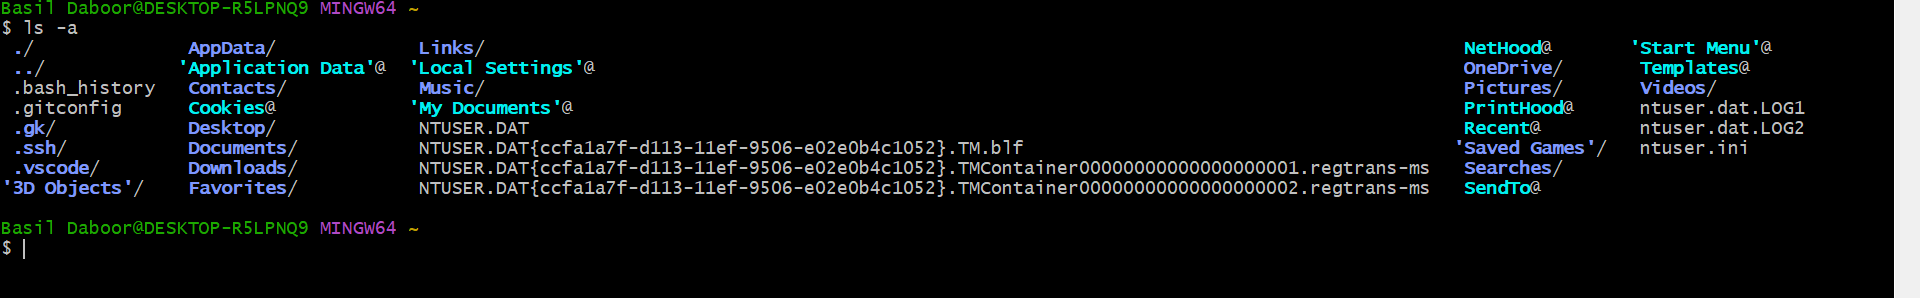 Basil Daboor@DESKTOP-R5LPNQ9 MINGW64 ~
$ ls -a
./ AppData/ Links/ NetHood@ 'Start Menu'@
../ 'Application Data'@ 'Local Settings'@ OneDrive/ Templates@
.bash_history Contacts/ Music/ Pictures/ Videos/
.gitconfig Cookies@ 'My Documents'@ PrintHood@ ntuser.dat.LOG1
.gk/ Desktop/ NTUSER.DAT Recent@ ntuser.dat.LOG2
.ssh/ Documents/ NTUSER.DAT{ccfa1a7f-d113-11ef-9506-e02e0b4c1052}.TM.blf 'Saved Games'/ ntuser.ini
.vscode/ Downloads/ NTUSER.DAT{ccfa1a7f-d113-11ef-9506-e02e0b4c1052}.TMContainer00000000000000000001.regtrans-ms Searches/
'3D Objects'/ Favorites/ NTUSER.DAT{ccfa1a7f-d113-11ef-9506-e02e0b4c1052}.TMContainer00000000000000000002.regtrans-ms SendTo@
Basil Daboor@DESKTOP-R5LPNQ9 MINGW64 ~
$